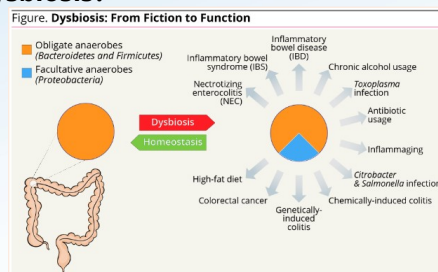 Figure. Dysbiosis: From Fiction to Function
Obligate anaerobes
(Bacteroidetes and Firmicutes)
Facultative anaerobes
(Proteobacteria)
Dysbiosis
Homeostasis
Inflammatory
bowel disease
(IBD)
Inflammatory bowel
syndrome (IBS)
Chronic alcohol usage
Nectrotizing
enterocolitis
(NEC)
Toxoplasma
infection
Antibiotic
usage
Inflammaging
High-fat diet
Citrobacter
& Salmonella infection
Colorectal cancer
Chemically-induced colitis
Genetically-
induced
colitis